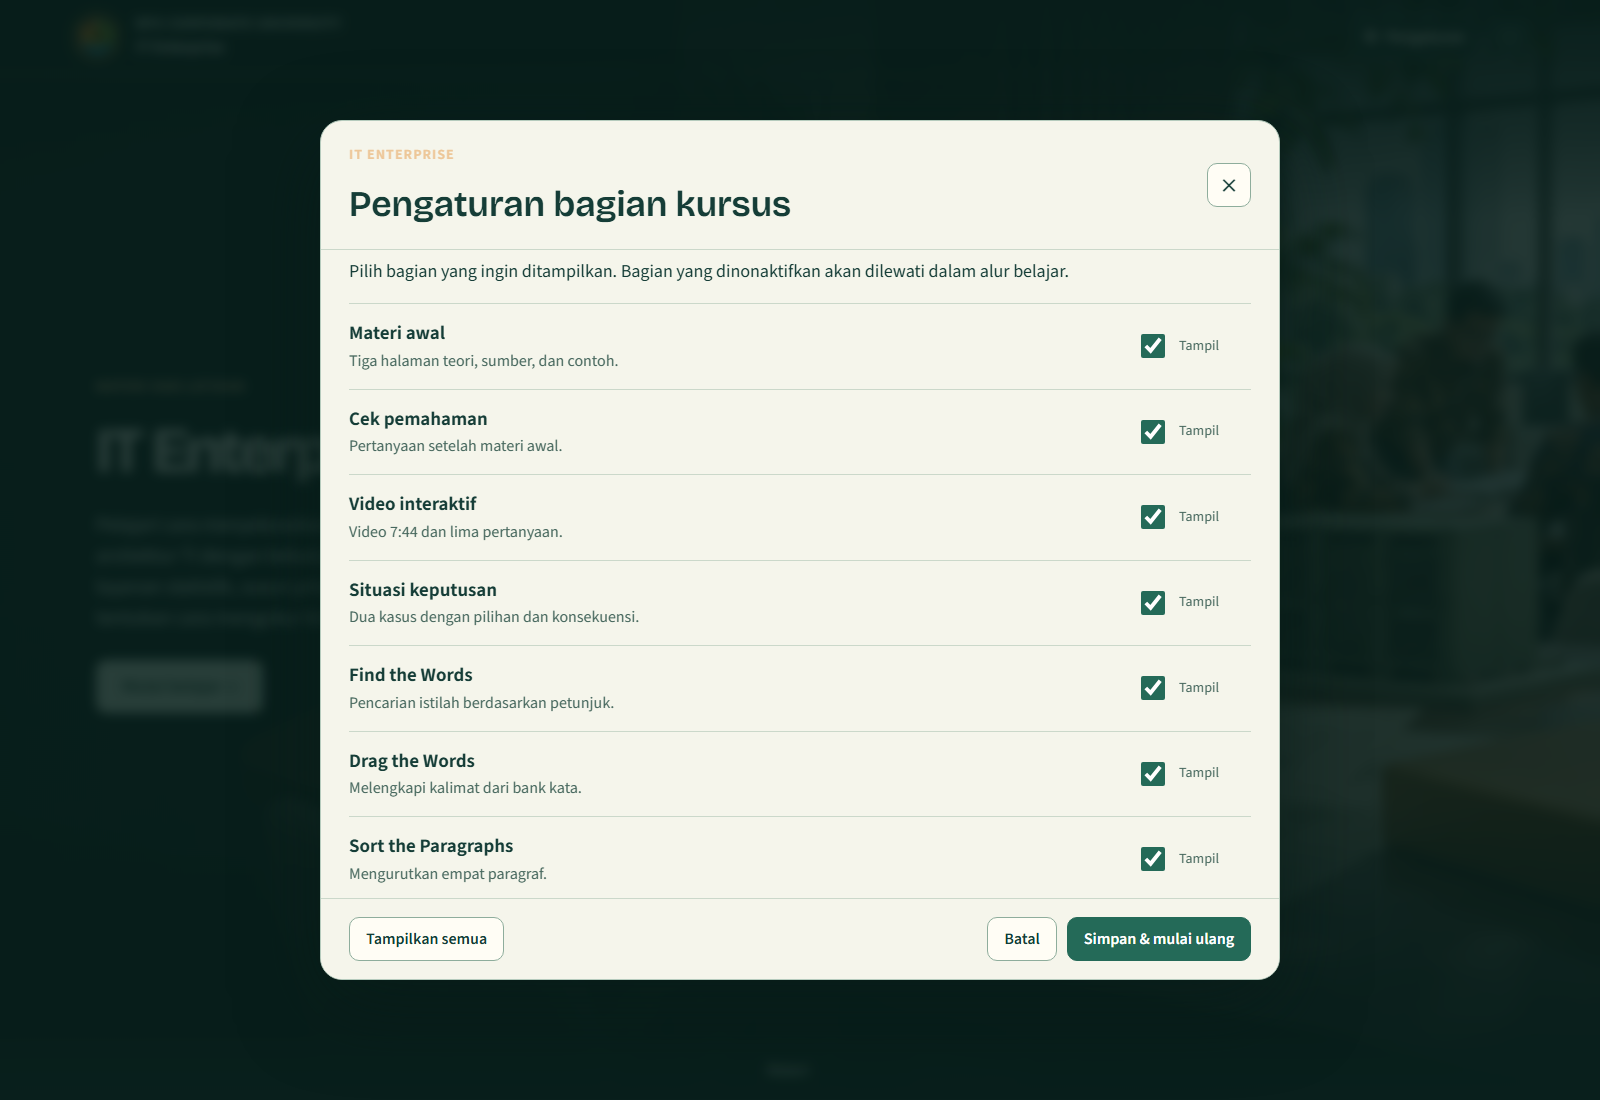 IT ENTERPRISE
Pengaturan bagian kursus
Pilih bagian yang ingin ditampilkan. Bagian yang dinonaktifkan akan dilewati dalam alur belajar.
Materi awal
Tiga halaman teori, sumber, dan contoh.
Tampil
Cek pemahaman
Pertanyaan setelah materi awal.
Tampil
Video interaktif
Video 7:44 dan lima pertanyaan.
Tampil
Situasi keputusan
Dua kasus dengan pilihan dan konsekuensi.
Tampil
Find the Words
Pencarian istilah berdasarkan petunjuk.
Tampil
Drag the Words
Melengkapi kalimat dari bank kata.
Tampil
Sort the Paragraphs
Mengurutkan empat paragraf.
Tampil
Tampilkan semua
Batal
Simpan & mulai ulang
IT Enterp